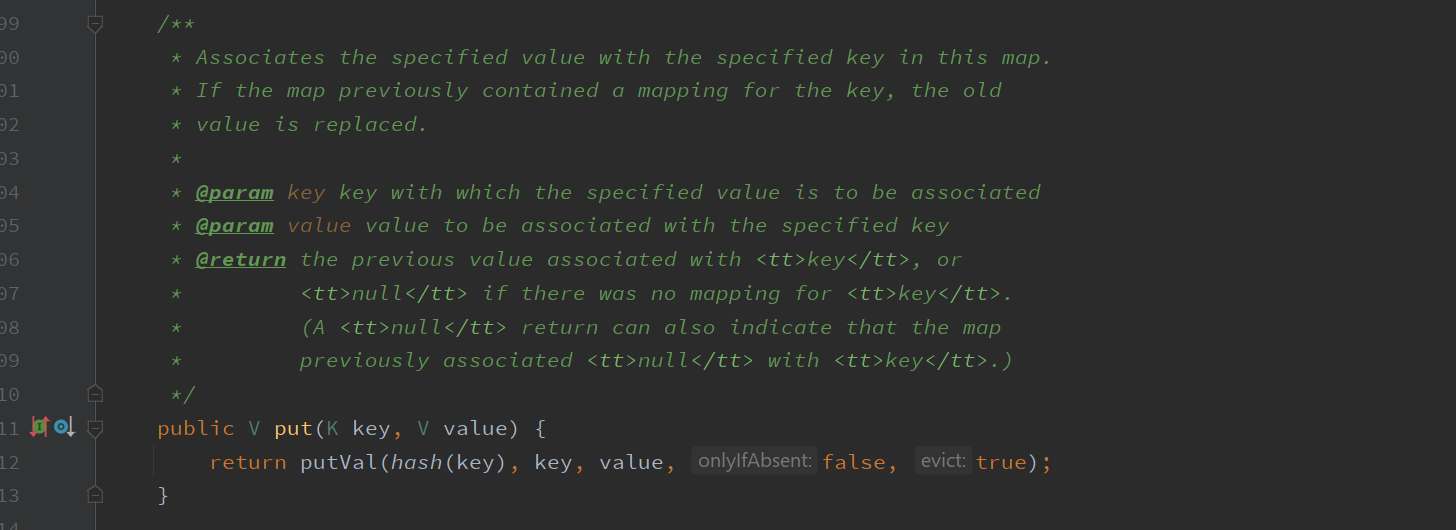 99 /**
00 * Associates the specified value with the specified key in this map.
01 * If the map previously contained a mapping for the key, the old
02 * value is replaced.
03 *
04 * @param key key with which the specified value is to be associated
05 * @param value value to be associated with the specified key
06 * @return the previous value associated with <tt>key</tt>, or
07 *         <tt>null</tt> if there was no mapping for <tt>key</tt>.
08 *         (A <tt>null</tt> return can also indicate that the map
09 *         previously associated <tt>null</tt> with <tt>key</tt>.)
10 */
11 public V put(K key, V value) {
12     return putVal(hash(key), key, value, onlyIfAbsent: false, evict: true);
13 }
14